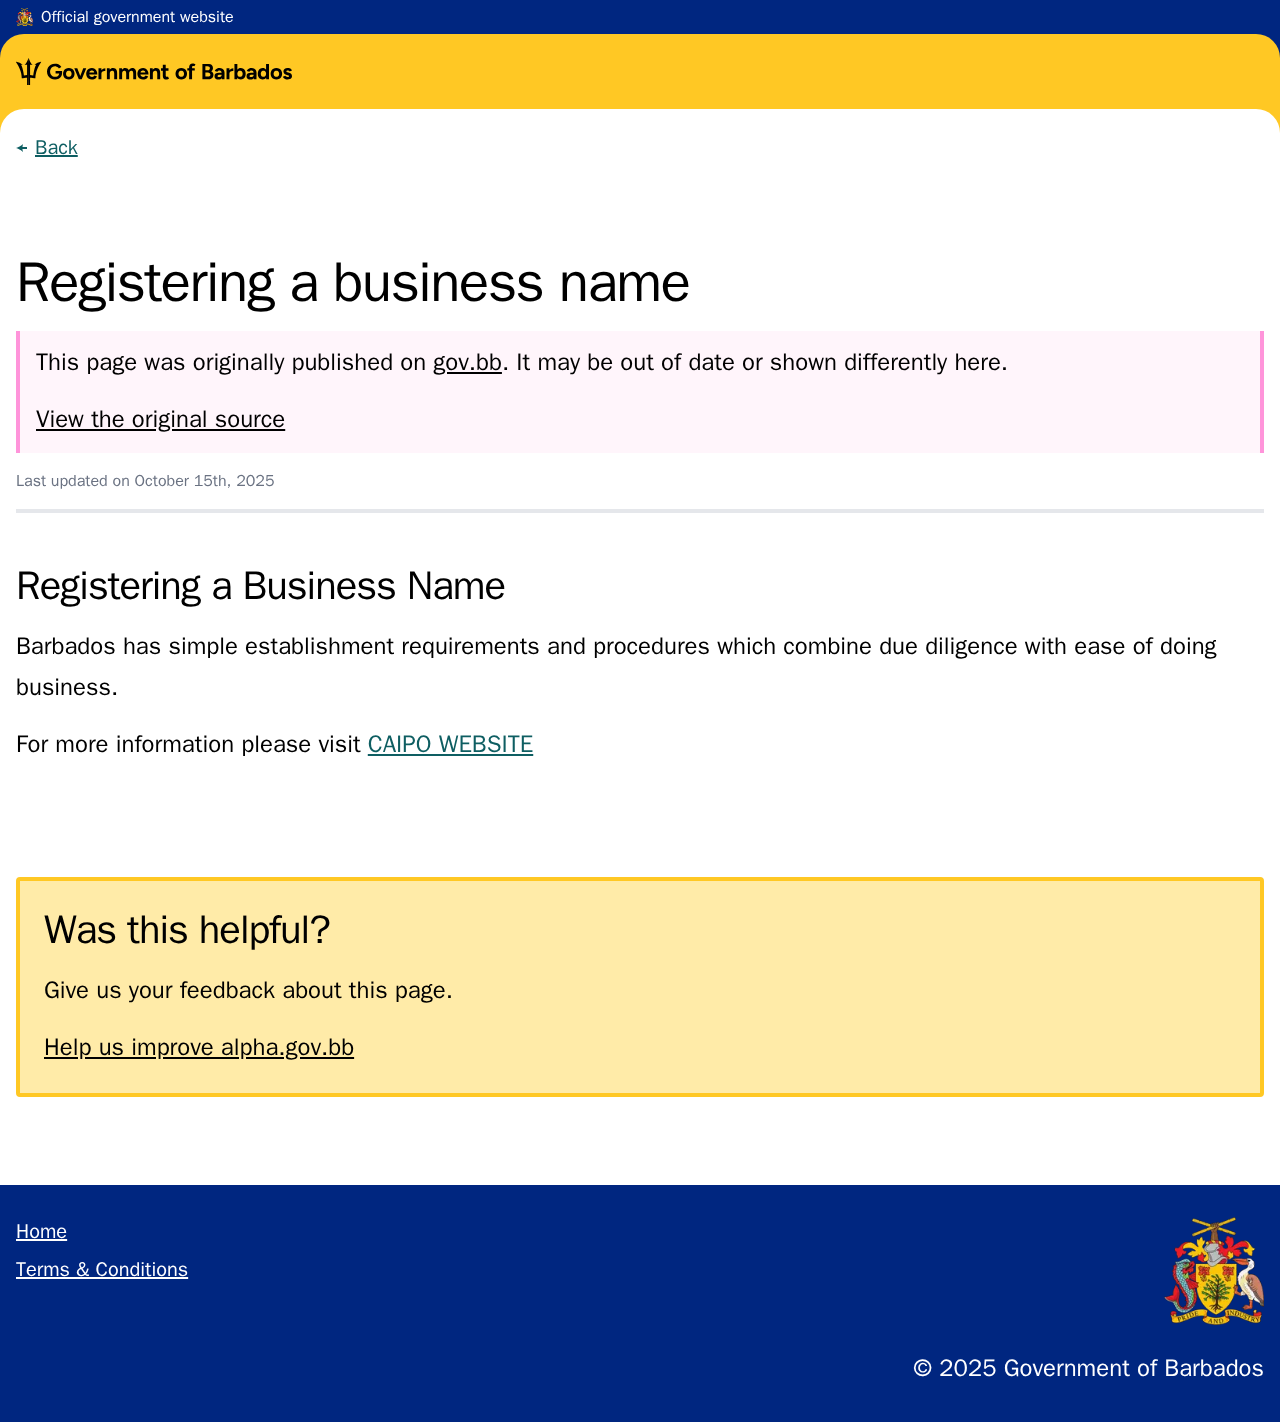 Official government website
Government of Barbados
Back
Registering a business name
This page was originally published on gov.bb. It may be out of date or shown differently here.
View the original source
Last updated on October 15th, 2025
Registering a Business Name
Barbados has simple establishment requirements and procedures which combine due diligence with ease of doing
business.
For more information please visit CAIPO WEBSITE
Was this helpful?
Give us your feedback about this page.
Help us improve alpha.gov.bb
Home
Terms & Conditions
PRIDE AND INDUSTRY
© 2025 Government of Barbados